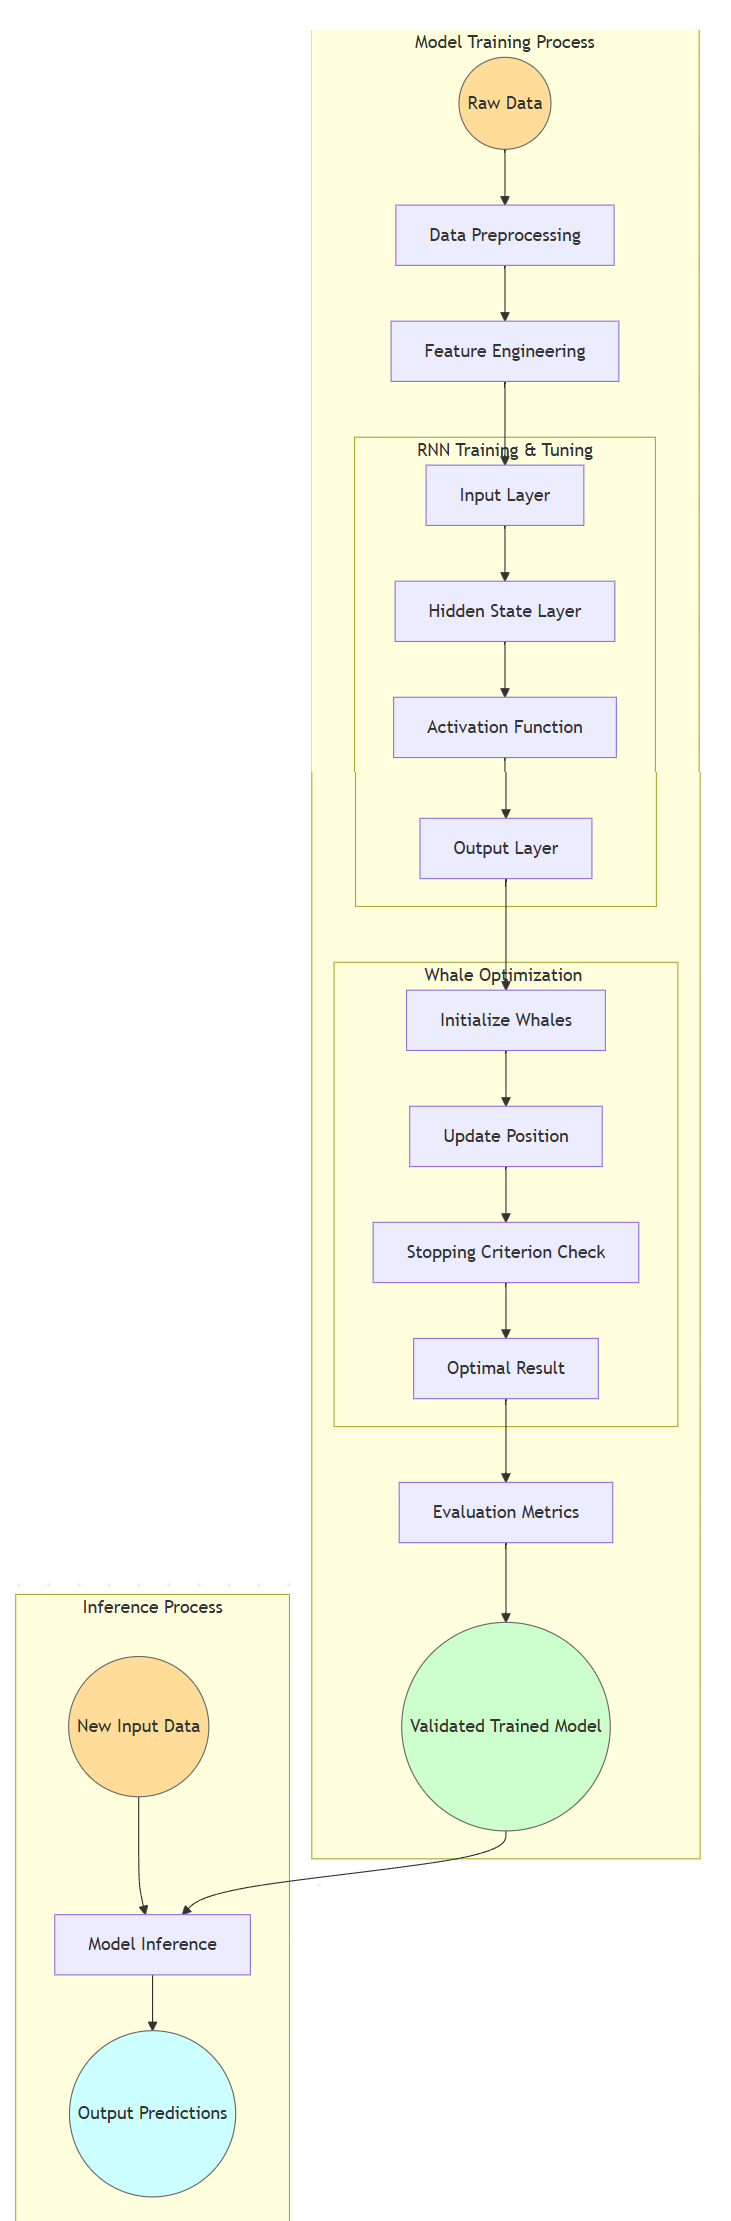 Model Training Process
Raw Data
Data Preprocessing
Feature Engineering
RNN Training & Tuning
Input Layer
Hidden State Layer
Activation Function
Output Layer
Whale Optimization
Initialize Whales
Update Position
Stopping Criterion Check
Optimal Result
Evaluation Metrics
Validated Trained Model
Inference Process
New Input Data
Model Inference
Output Predictions